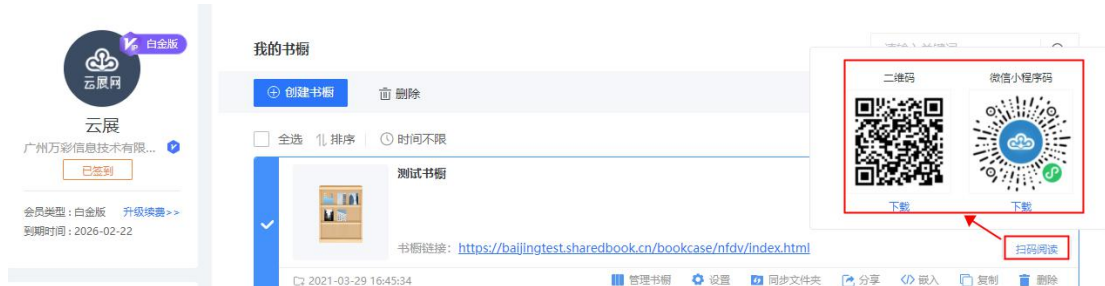 白金版
云展网
云展
广州万彩信息技术有限...
已签到
会员类型：白金版 升级续费>>
到期时间：2026-02-22
我的书橱
创建书橱 删除
全选 排序 时间不限
测试书橱
书橱链接：https://baijingtest.sharedbook.cn/bookcase/nfdv/index.html
二维码 微信小程序码
下载 下载
扫码阅读
2021-03-29 16:45:34 管理书橱 设置 同步文件夹 分享 嵌入 复制 删除